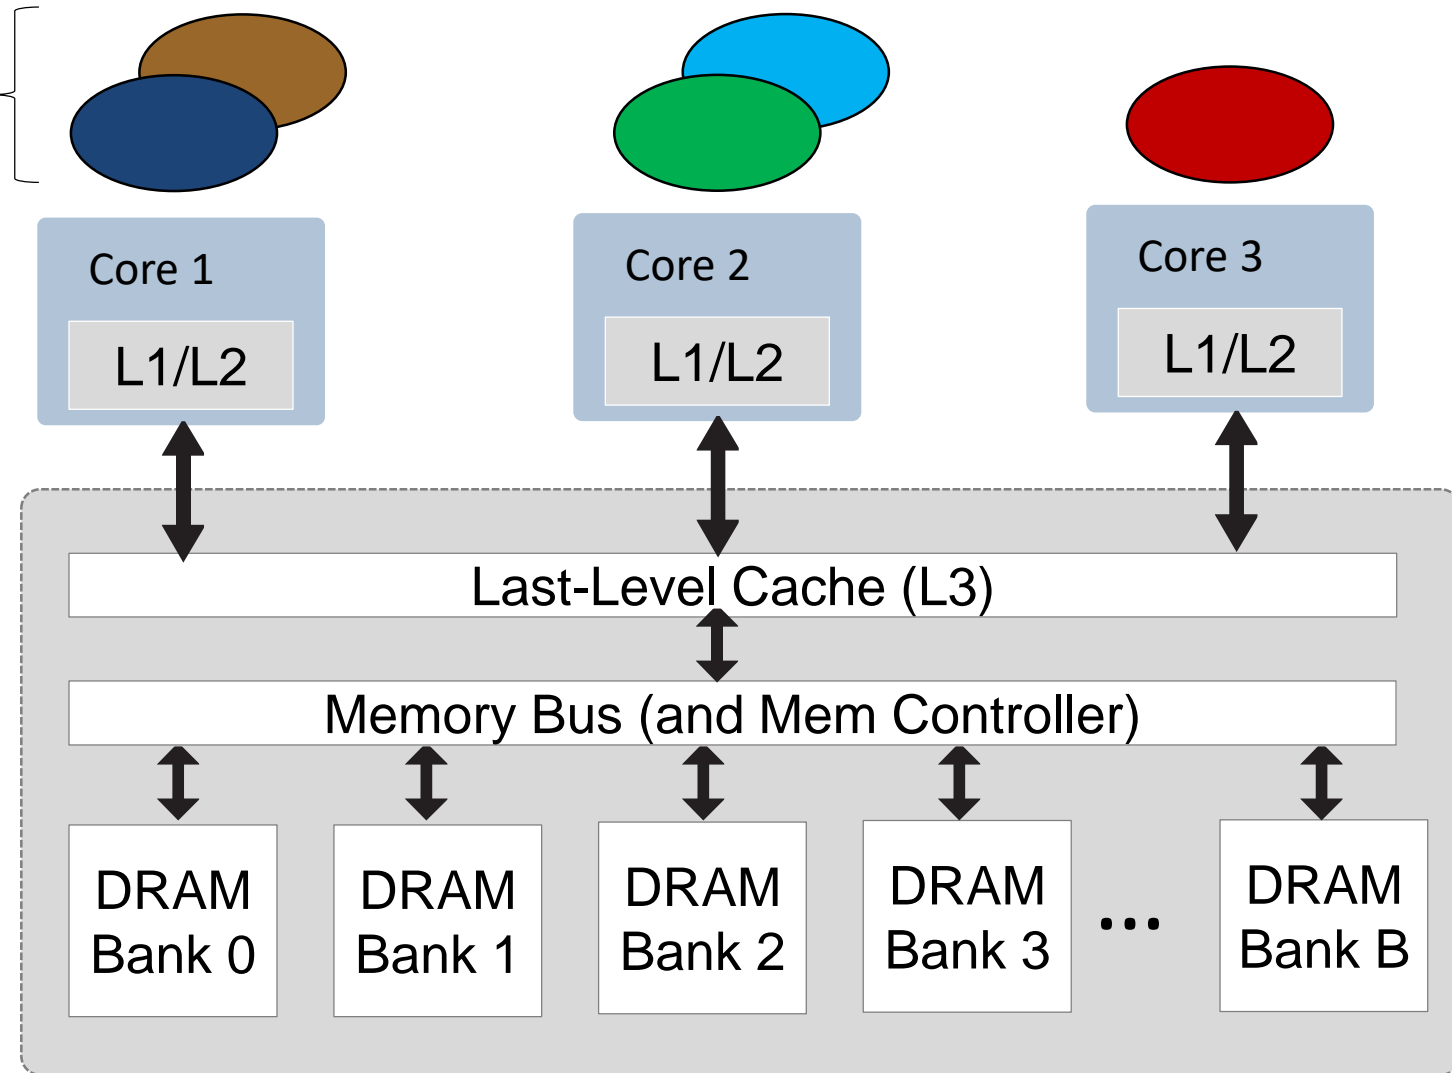 Core 1
Core 2
Core 3
L1/L2
L1/L2
L1/L2
Last-Level Cache (L3)
Memory Bus (and Mem Controller)
DRAM
Bank 0
DRAM
Bank 1
DRAM
Bank 2
DRAM
Bank 3
...
DRAM
Bank B